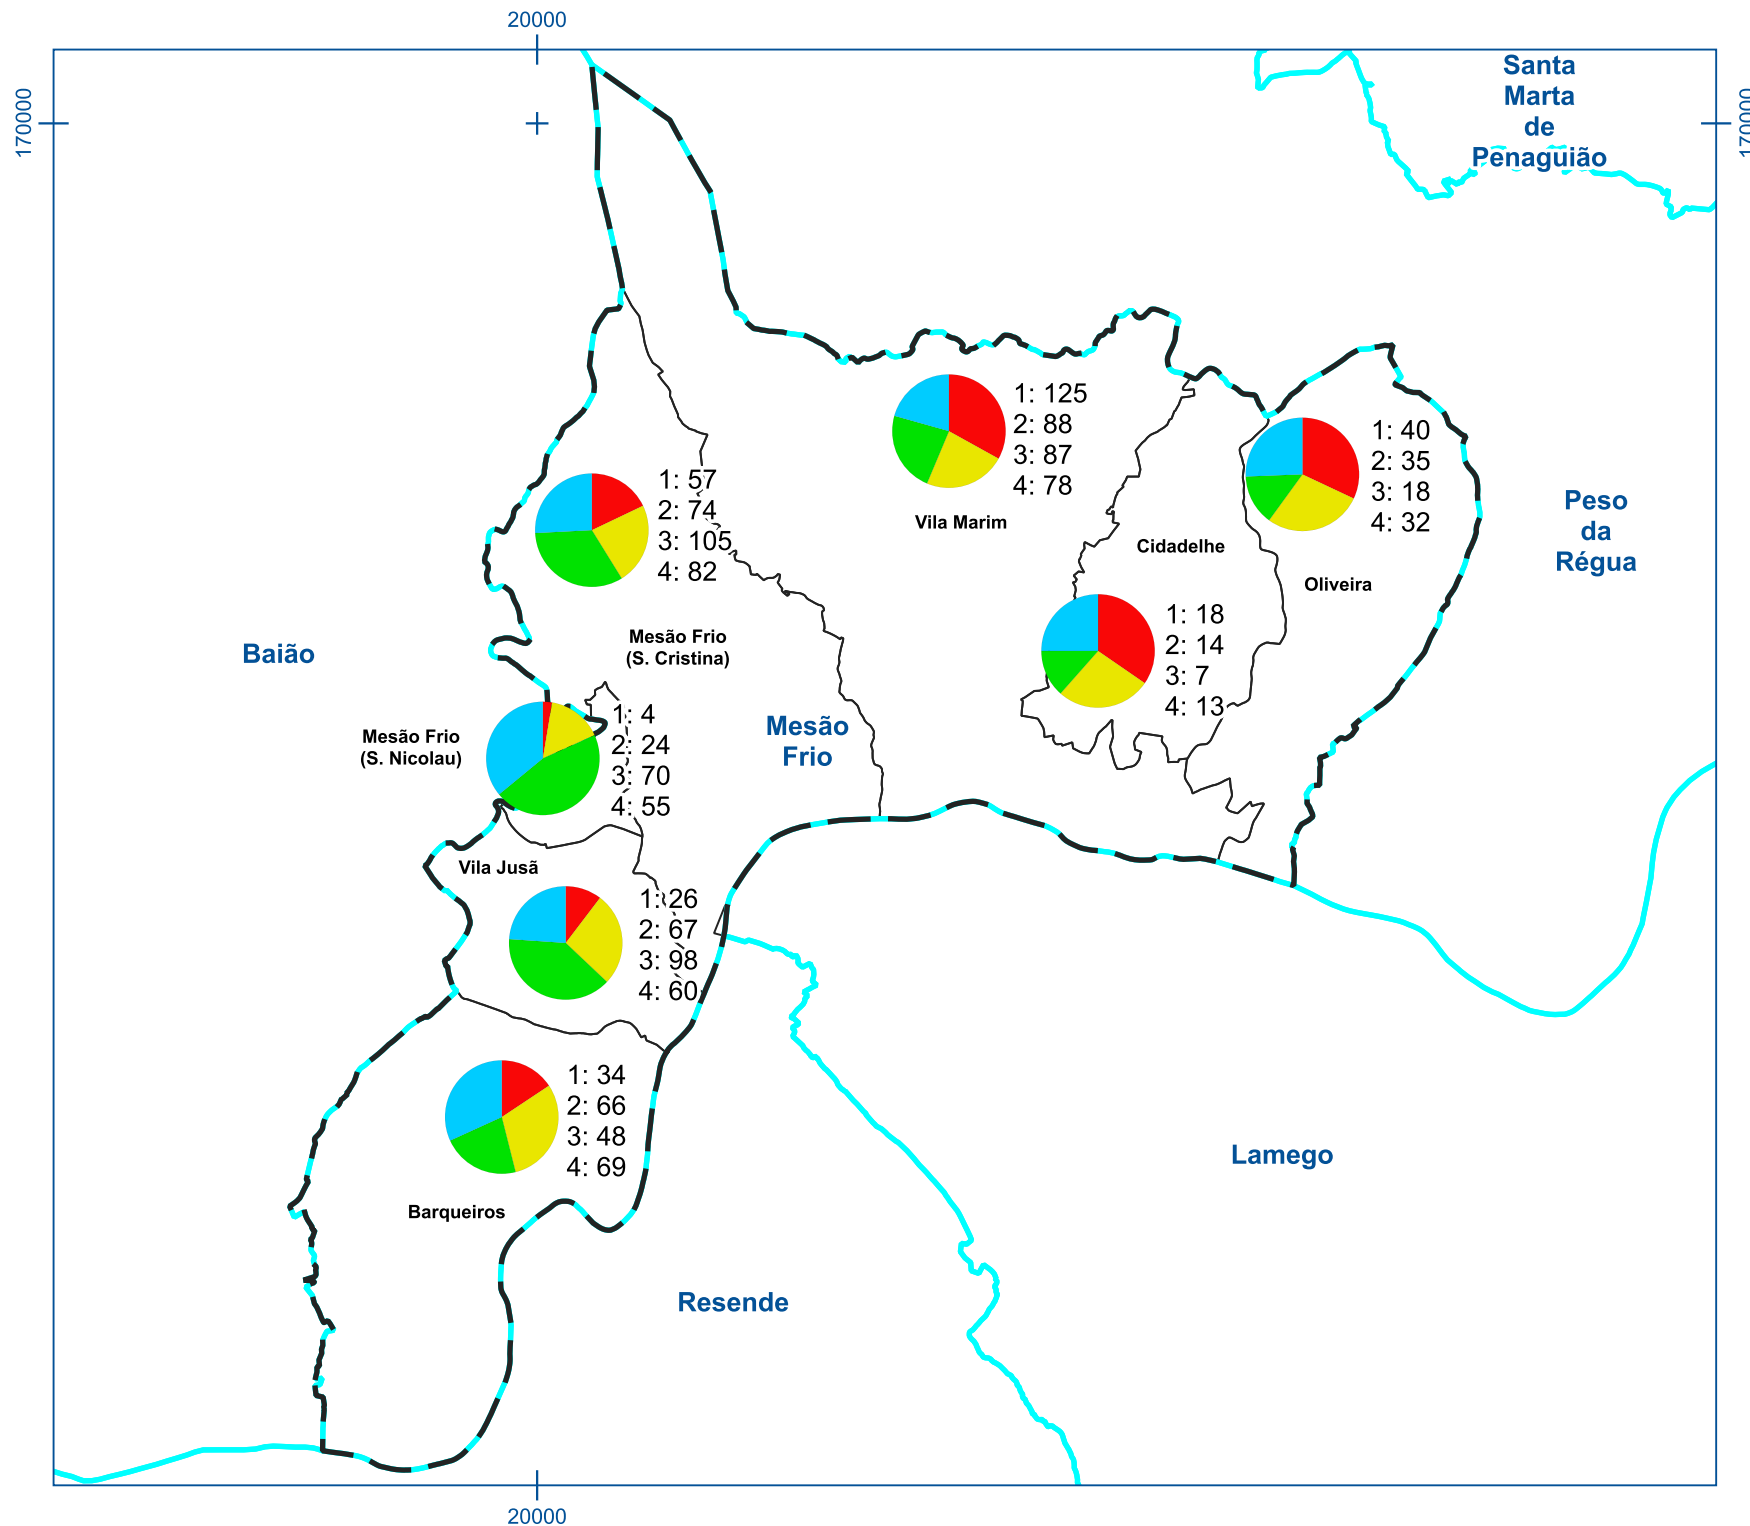 20000
170000
170000
Santa
Marta
de
Penaguião
1: 125
2: 88
3: 87
4: 78
Vila Marim
1: 40
2: 35
3: 18
4: 32
Oliveira
Peso
da
Régua
1: 57
2: 74
3: 105
4: 82
Mesão Frio
(S. Cristina)
Cidadelhe
1: 18
2: 14
3: 7
4: 13
Baião
Mesão
Frio
Mesão Frio
(S. Nicolau)
1: 4
2: 24
3: 70
4: 55
Vila Jusã
1: 26
2: 67
3: 98
4: 60
1: 34
2: 66
3: 48
4: 69
Barqueiros
Lamego
Resende
20000